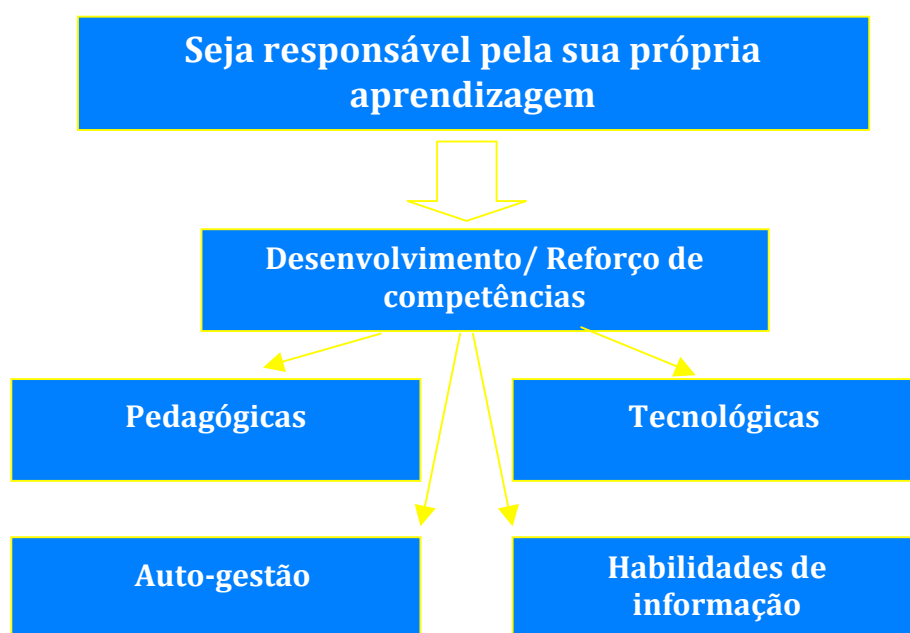 Seja responsável pela sua própria
aprendizagem
Desenvolvimento/ Reforço de
competências
Pedagógicas
Tecnológicas
Auto-gestão
Habilidades de
informação